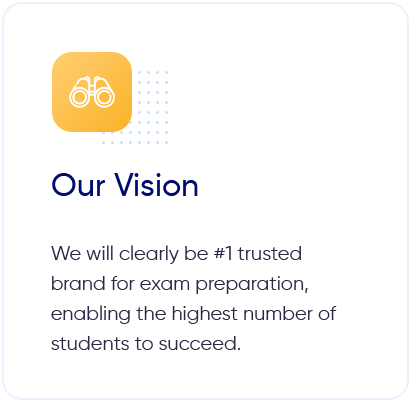 Our Vision
We will clearly be #1 trusted
brand for exam preparation,
enabling the highest number of
students to succeed.